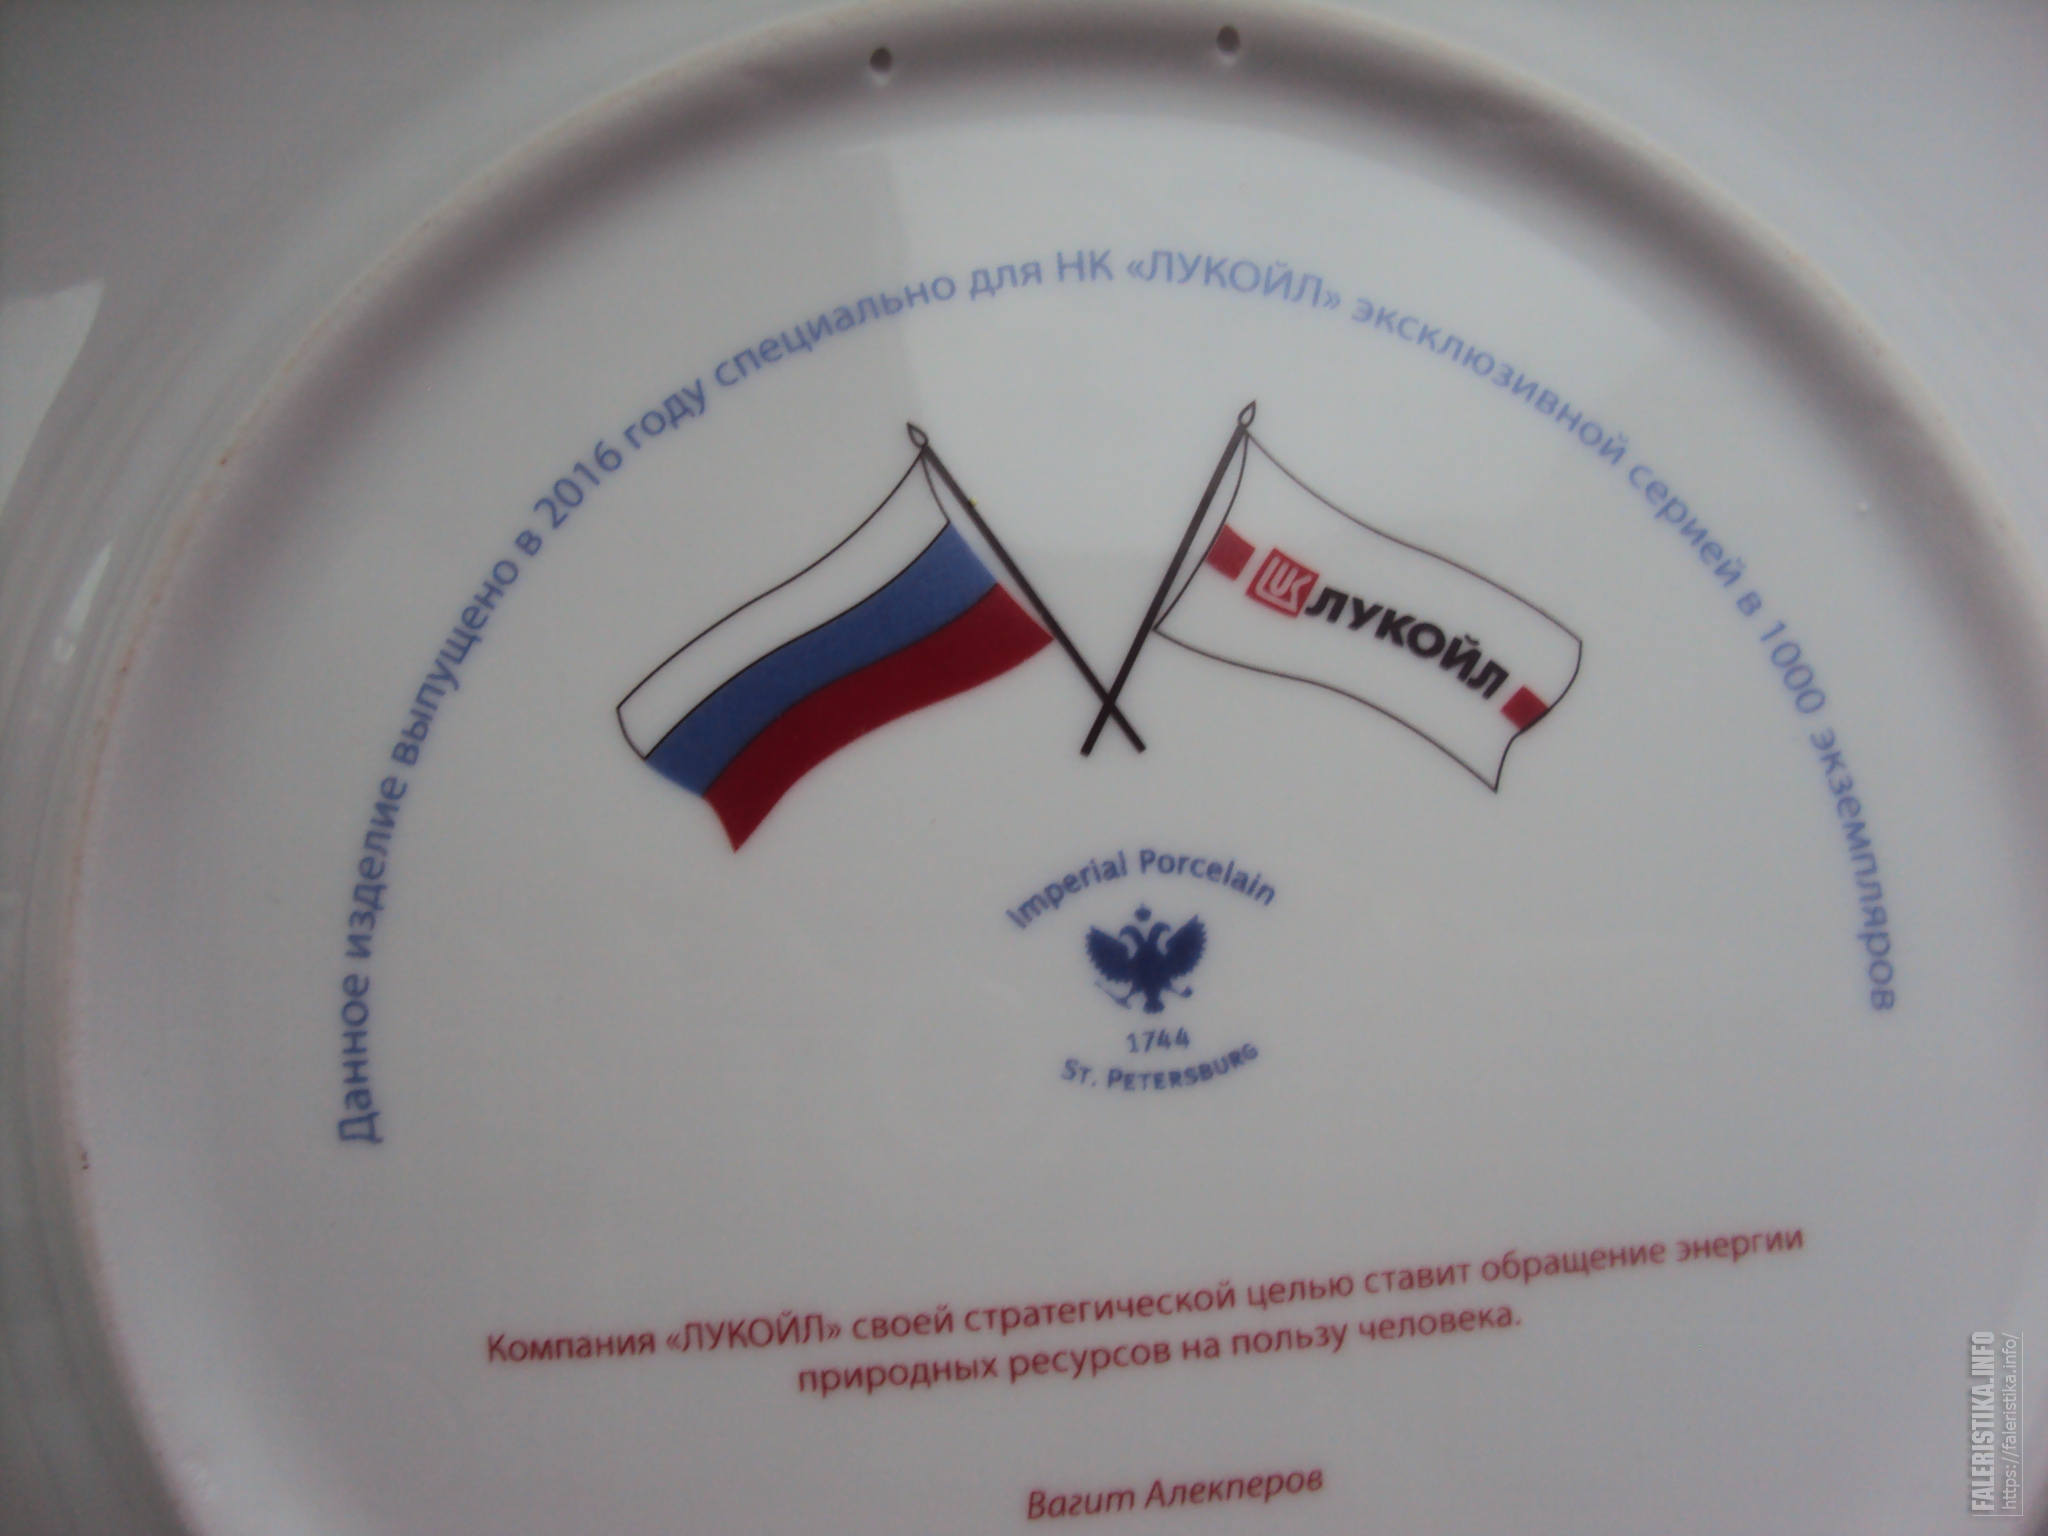 Данное изделие выпущено в 2016 году специально для НК «ЛУКОЙЛ» эксклюзивной серией в 1000 экземпляров
LUK ЛУКОЙЛ
Imperial Porcelain
1744
St. Petersburg
Компания «ЛУКОЙЛ» своей стратегической целью ставит обращение энергии
природных ресурсов на пользу человека.
Вагит Алекперов
FALERISTIKA.INFO
https://faleristika.info/